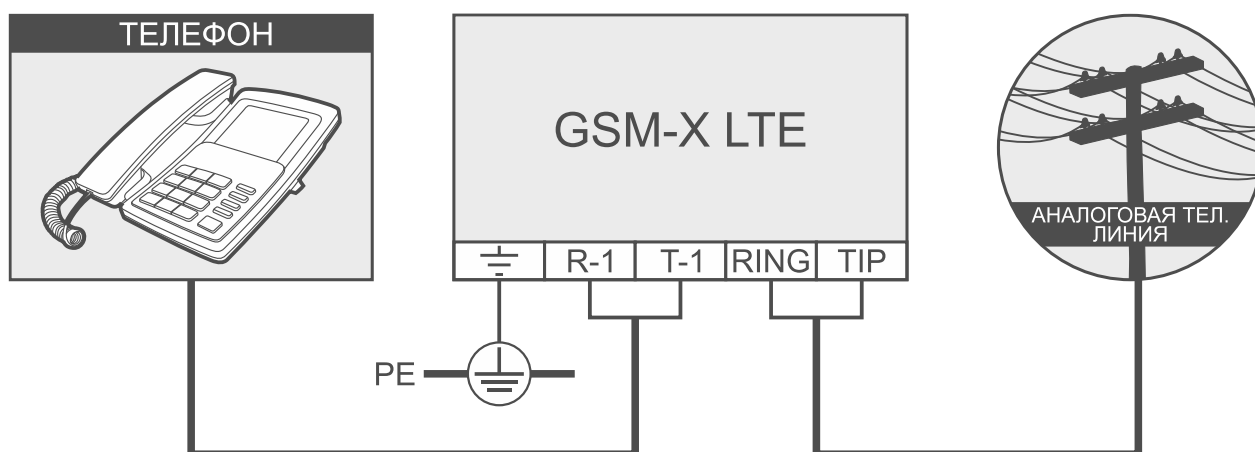 ТЕЛЕФОН
GSM-X LTE
АНАЛОГОВАЯ ТЕЛ.
ЛИНИЯ
R-1 T-1 RING TIP
PE